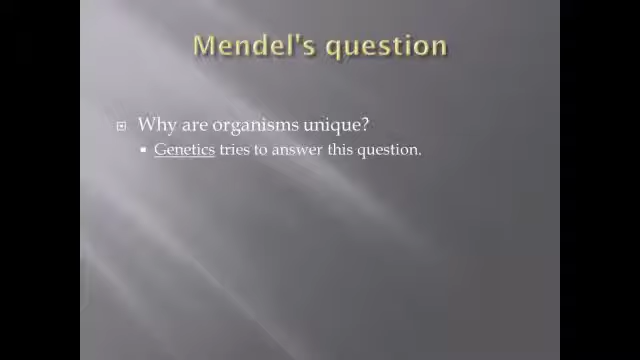 Mendel's question
Why are organisms unique?
Genetics tries to answer this question.